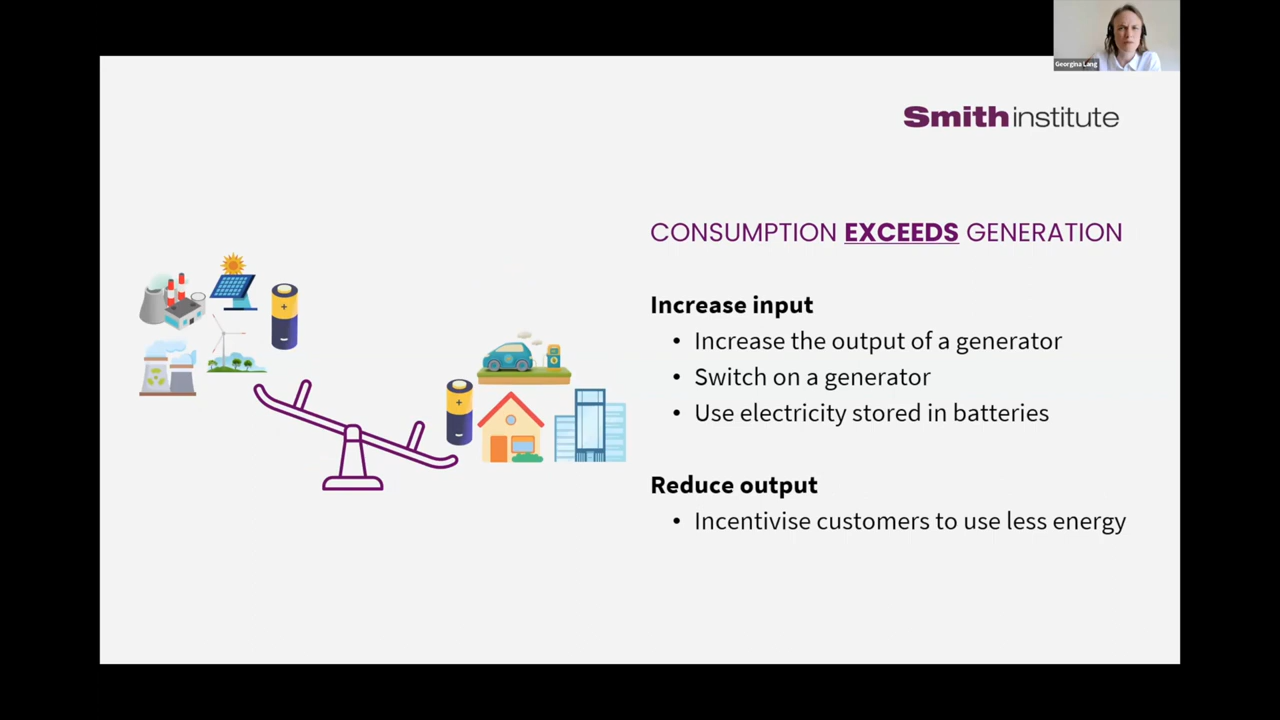 Georgina Lang
Smith institute
CONSUMPTION EXCEEDS GENERATION
Increase input
• Increase the output of a generator
• Switch on a generator
• Use electricity stored in batteries
Reduce output
• Incentivise customers to use less energy